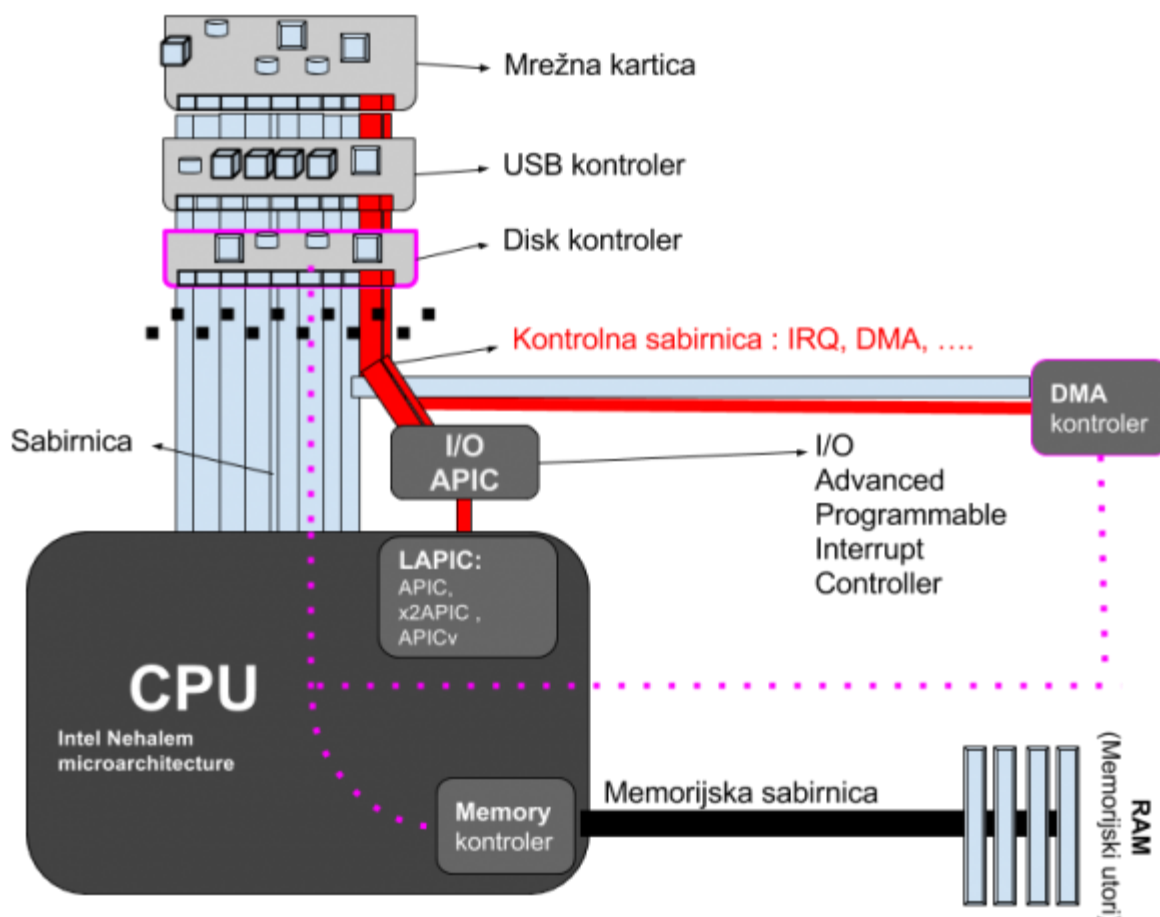 Mrežna kartica
USB kontroler
Disk kontroler
Kontrolna sabirnica : IRQ, DMA, ....
DMA
kontroler
Sabirnica
I/O
APIC
I/O
Advanced
Programmable
Interrupt
Controller
LAPIC:
APIC,
x2APIC ,
APICv
CPU
Intel Nehalem
microarchitecture
Memory
kontroler
Memorijska sabirnica
RAM
(Memorijski utorij